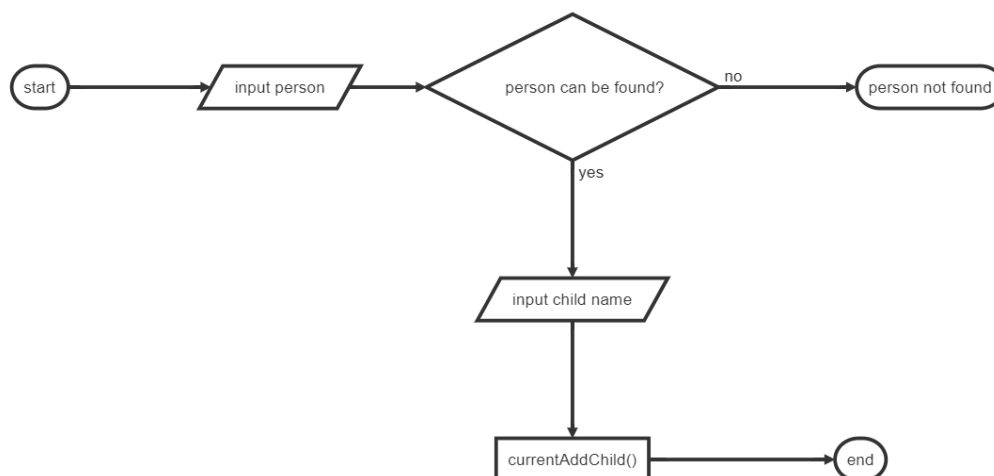 start
input person
person can be found?
no
person not found
yes
input child name
currentAddChild()
end